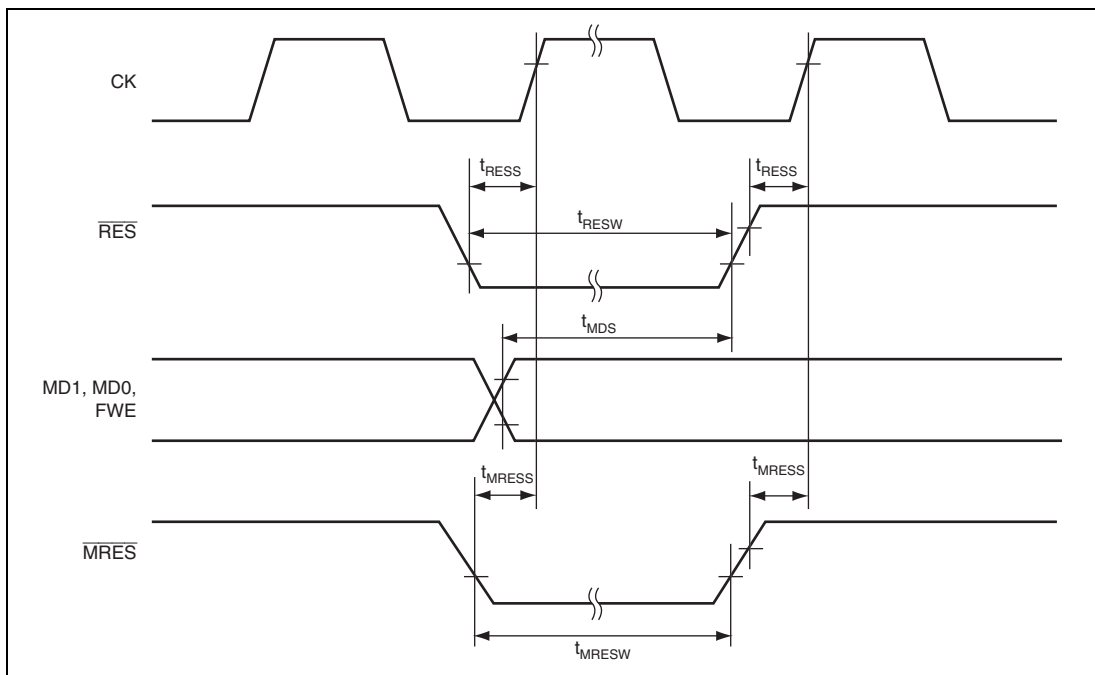 CK
tRESS
tRESS
RES
tRESW
tMDS
MD1, MD0,
FWE
tMRESS
tMRESS
MRES
tMRESW